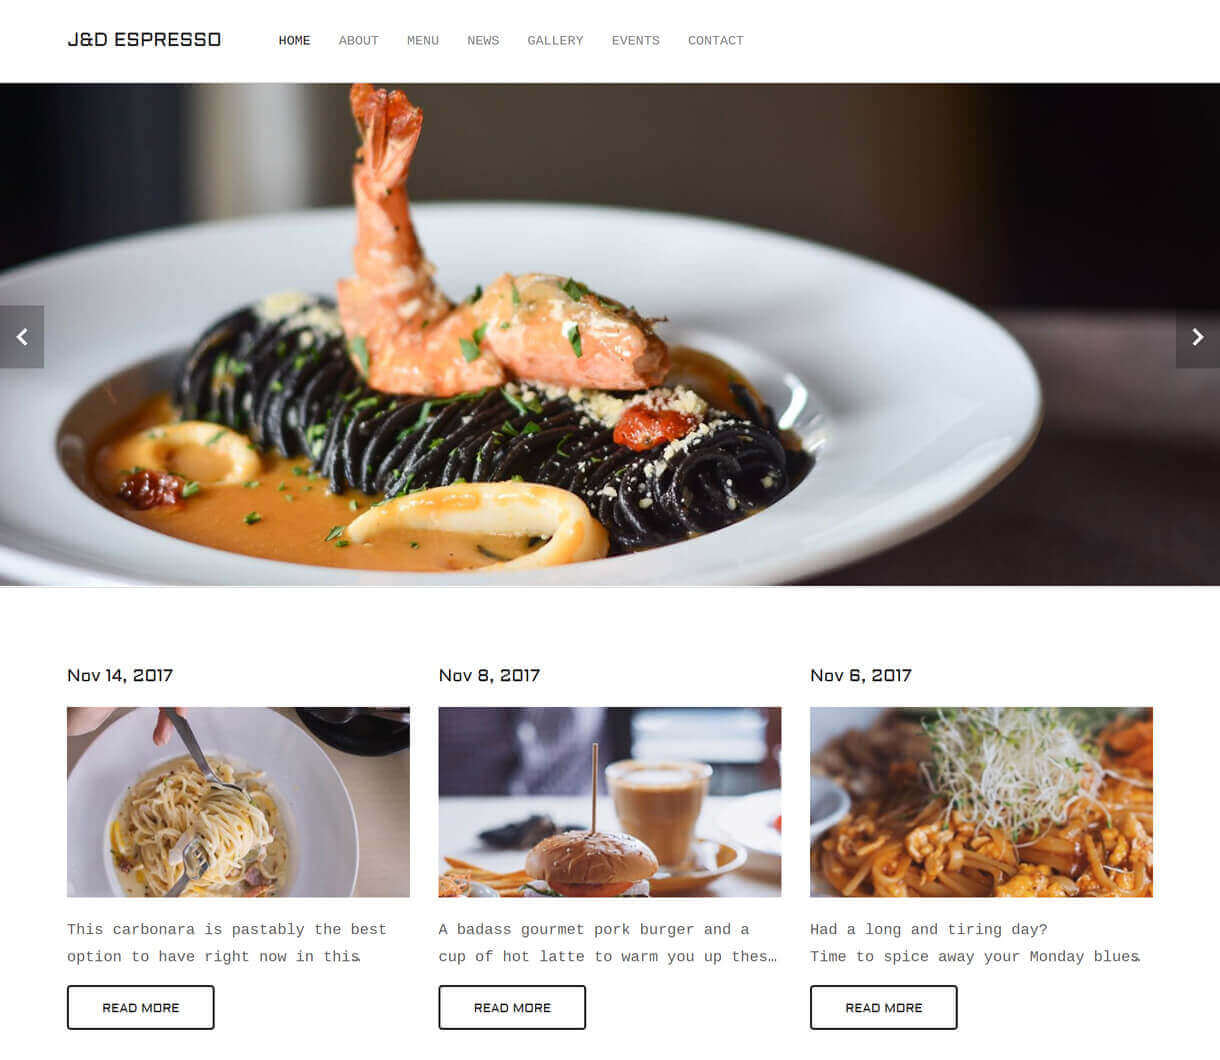 J&D ESPRESSO
HOME ABOUT MENU NEWS GALLERY EVENTS CONTACT
Nov 14, 2017
This carbonara is pastably the best
option to have right now in this
READ MORE
Nov 8, 2017
A badass gourmet pork burger and a
cup of hot latte to warm you up thes…
READ MORE
Nov 6, 2017
Had a long and tiring day?
Time to spice away your Monday blues
READ MORE